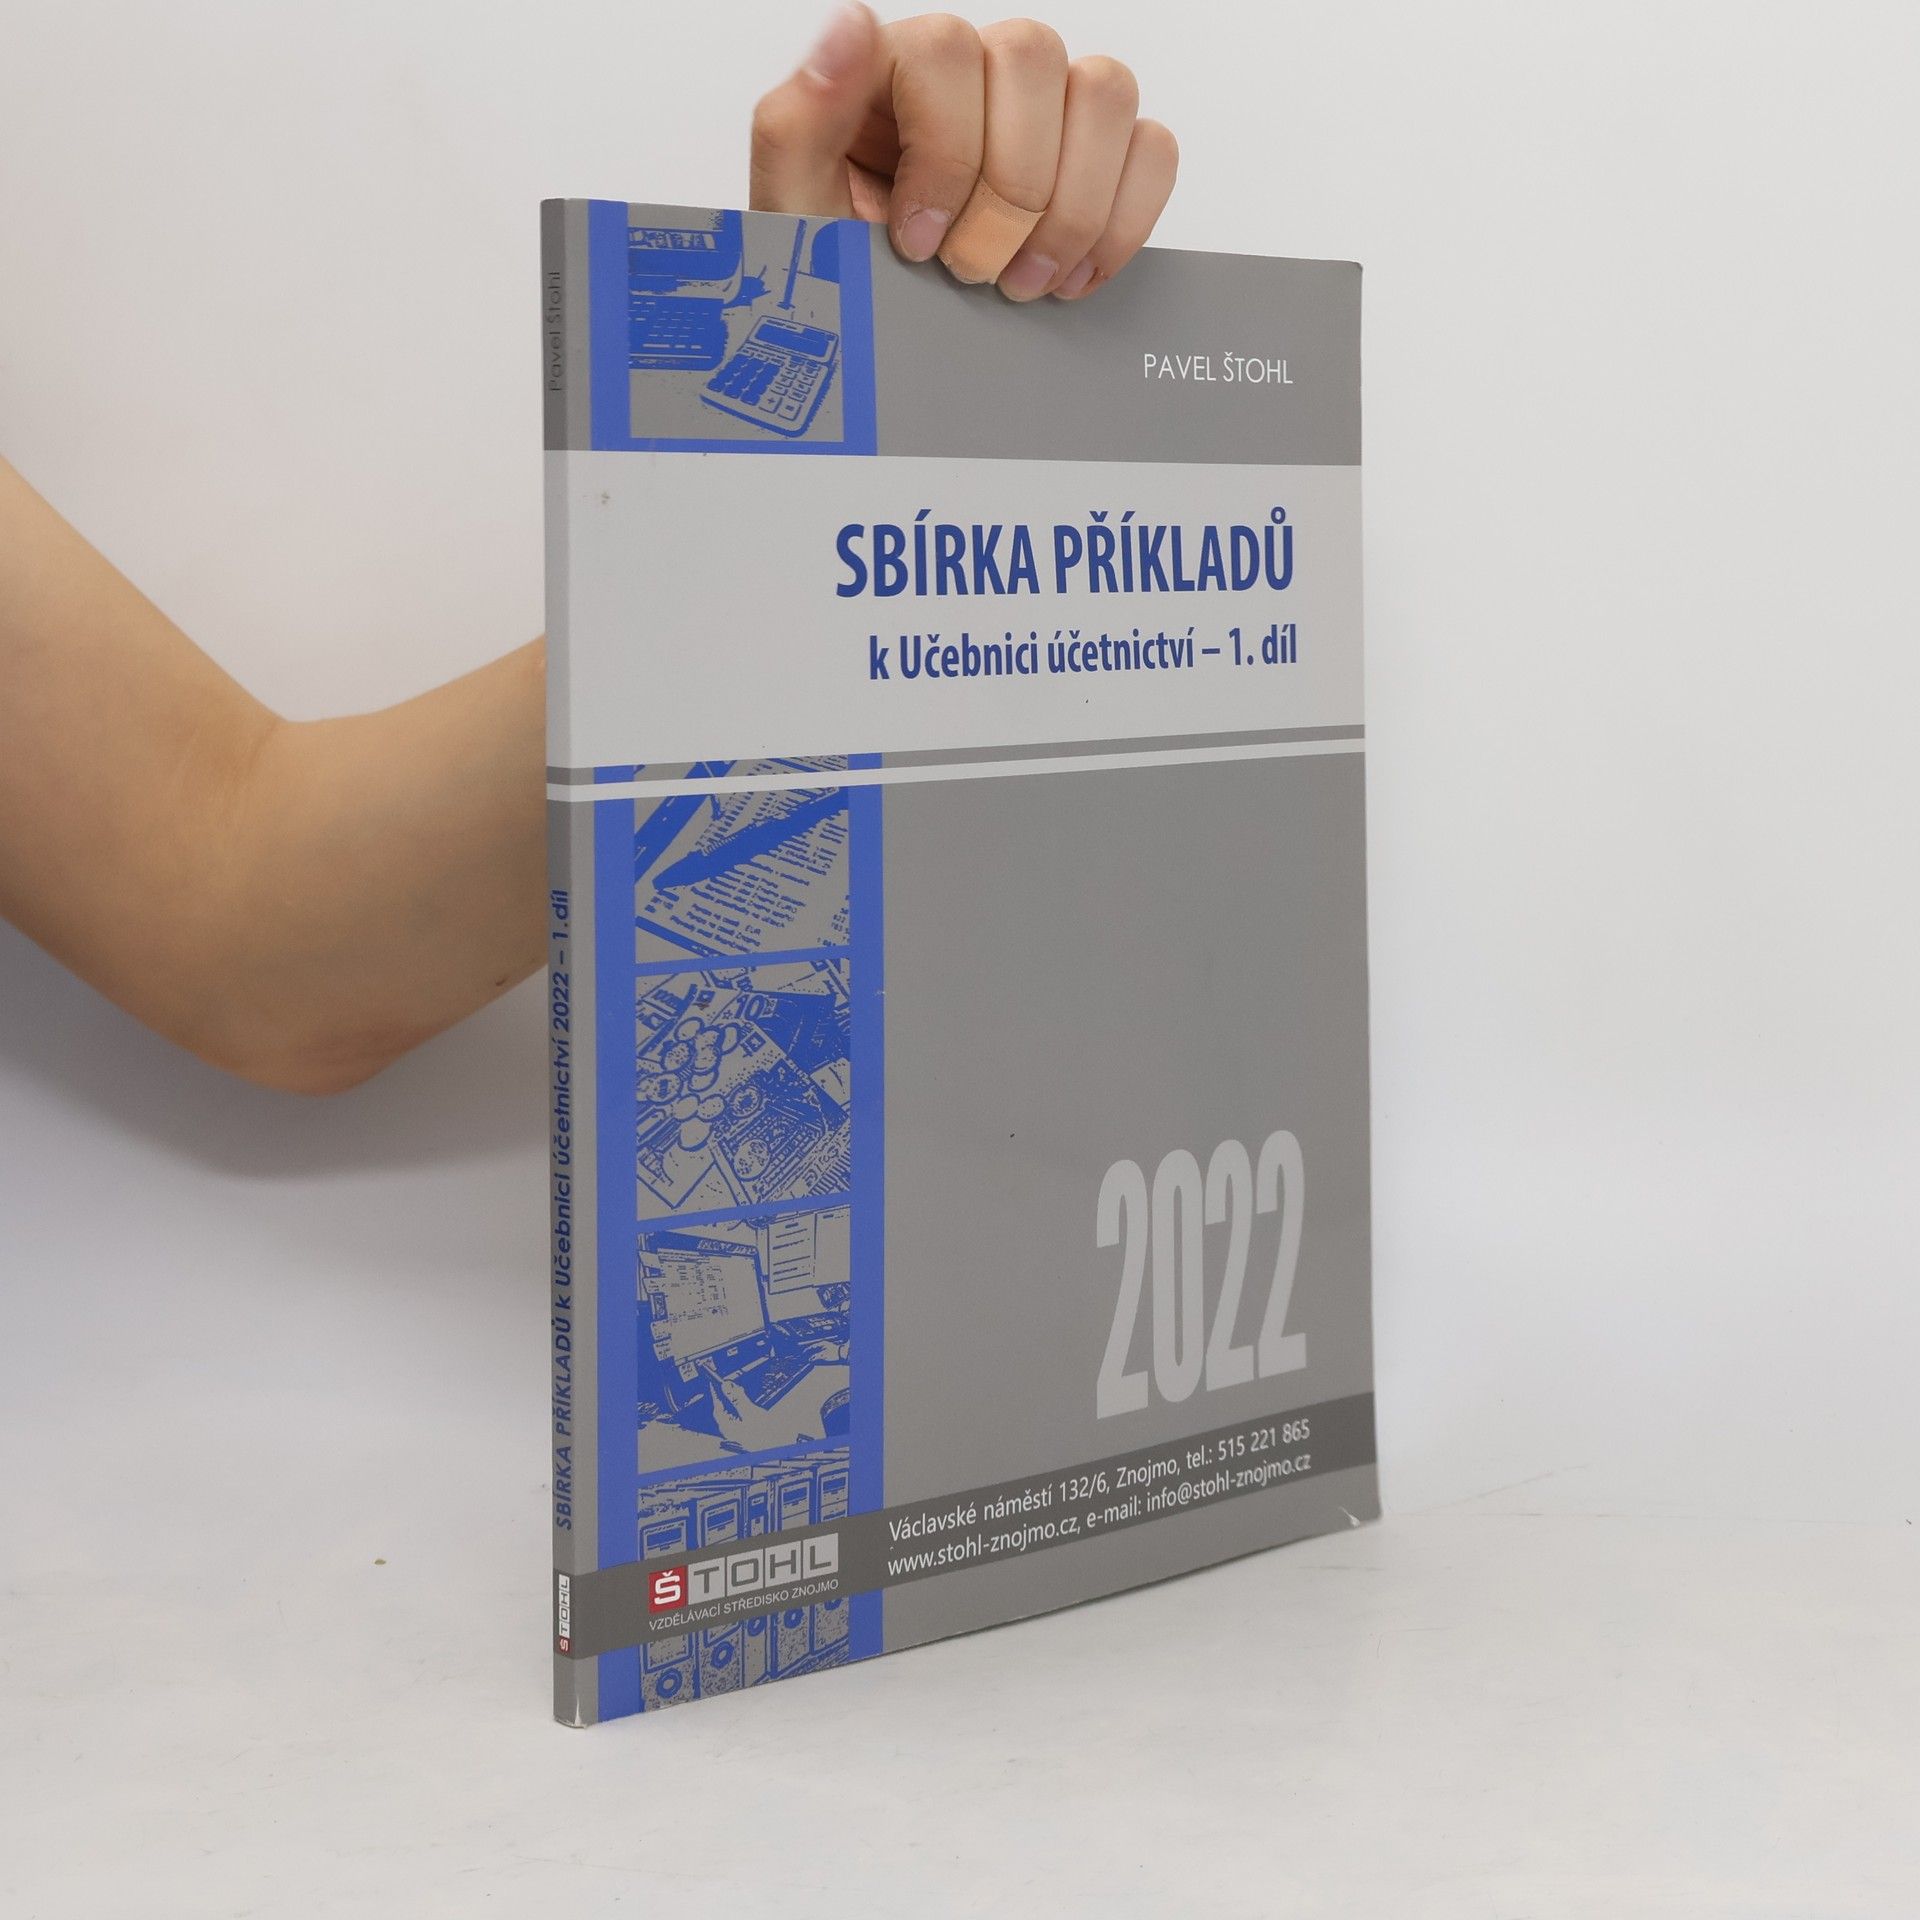 PAVEL ŠTOHL
SBÍRKA PŘÍKLADŮ
k Učebnici účetnictví – 1. díl
2022
Václavské náměstí 132/6, Znojmo, tel.: 515 221 865
www.stohl-znojmo.cz, e-mail: info@stohl-znojmo.cz
ŠTOHL
VZDĚLÁVACÍ STŘEDISKO ZNOJMO
Pavel Štohl
SBÍRKA PŘÍKLADŮ k Učebnici účetnictví 2022 – 1. díl
ŠTOHL